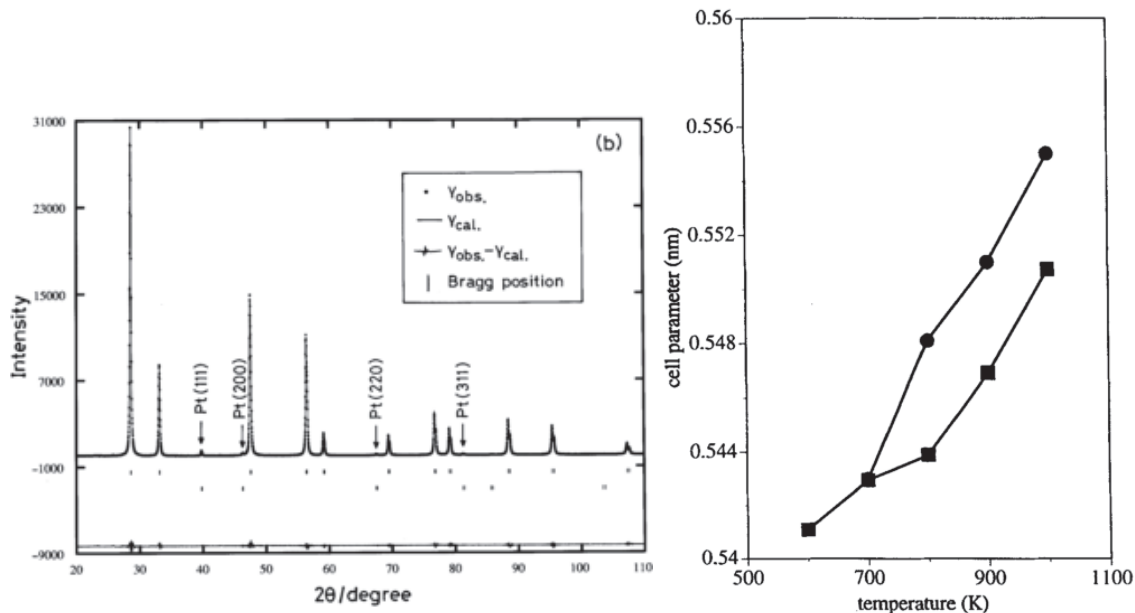 (b)
31000
23000
15000
7000
-1000
-9000
Intensity
Yobs.
Ycal.
Yobs.-Ycal.
Bragg position
Pt(111)
Pt(200)
Pt(220)
Pt(311)
20 30 40 50 60 70 80 90 100 110
2θ/degree
0.56
0.556
0.552
0.548
0.544
0.54
cell parameter (nm)
500 700 900 1100
temperature (K)